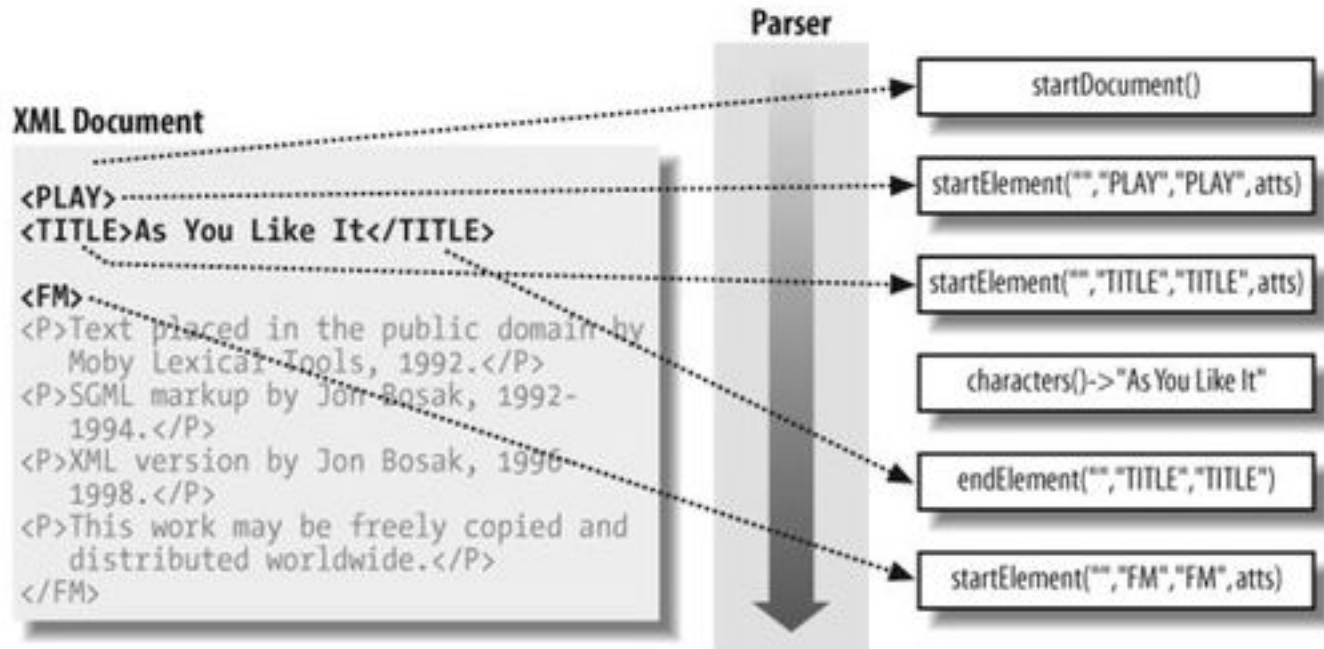 Parser
startDocument()
XML Document
<PLAY>
startElement("","PLAY","PLAY",atts)
<TITLE>As You Like It</TITLE>
<FM>
startElement("","TITLE","TITLE",atts)
<P>Text placed in the public domain by
Moby Lexical Tools, 1992.</P>
<P>SGML markup by Jon Bosak, 1992-
1994.</P>
characters()->"As You Like It"
<P>XML version by Jon Bosak, 1996-
1998.</P>
endElement("","TITLE","TITLE")
<P>This work may be freely copied and
distributed worldwide.</P>
</FM>
startElement("","FM","FM",atts)